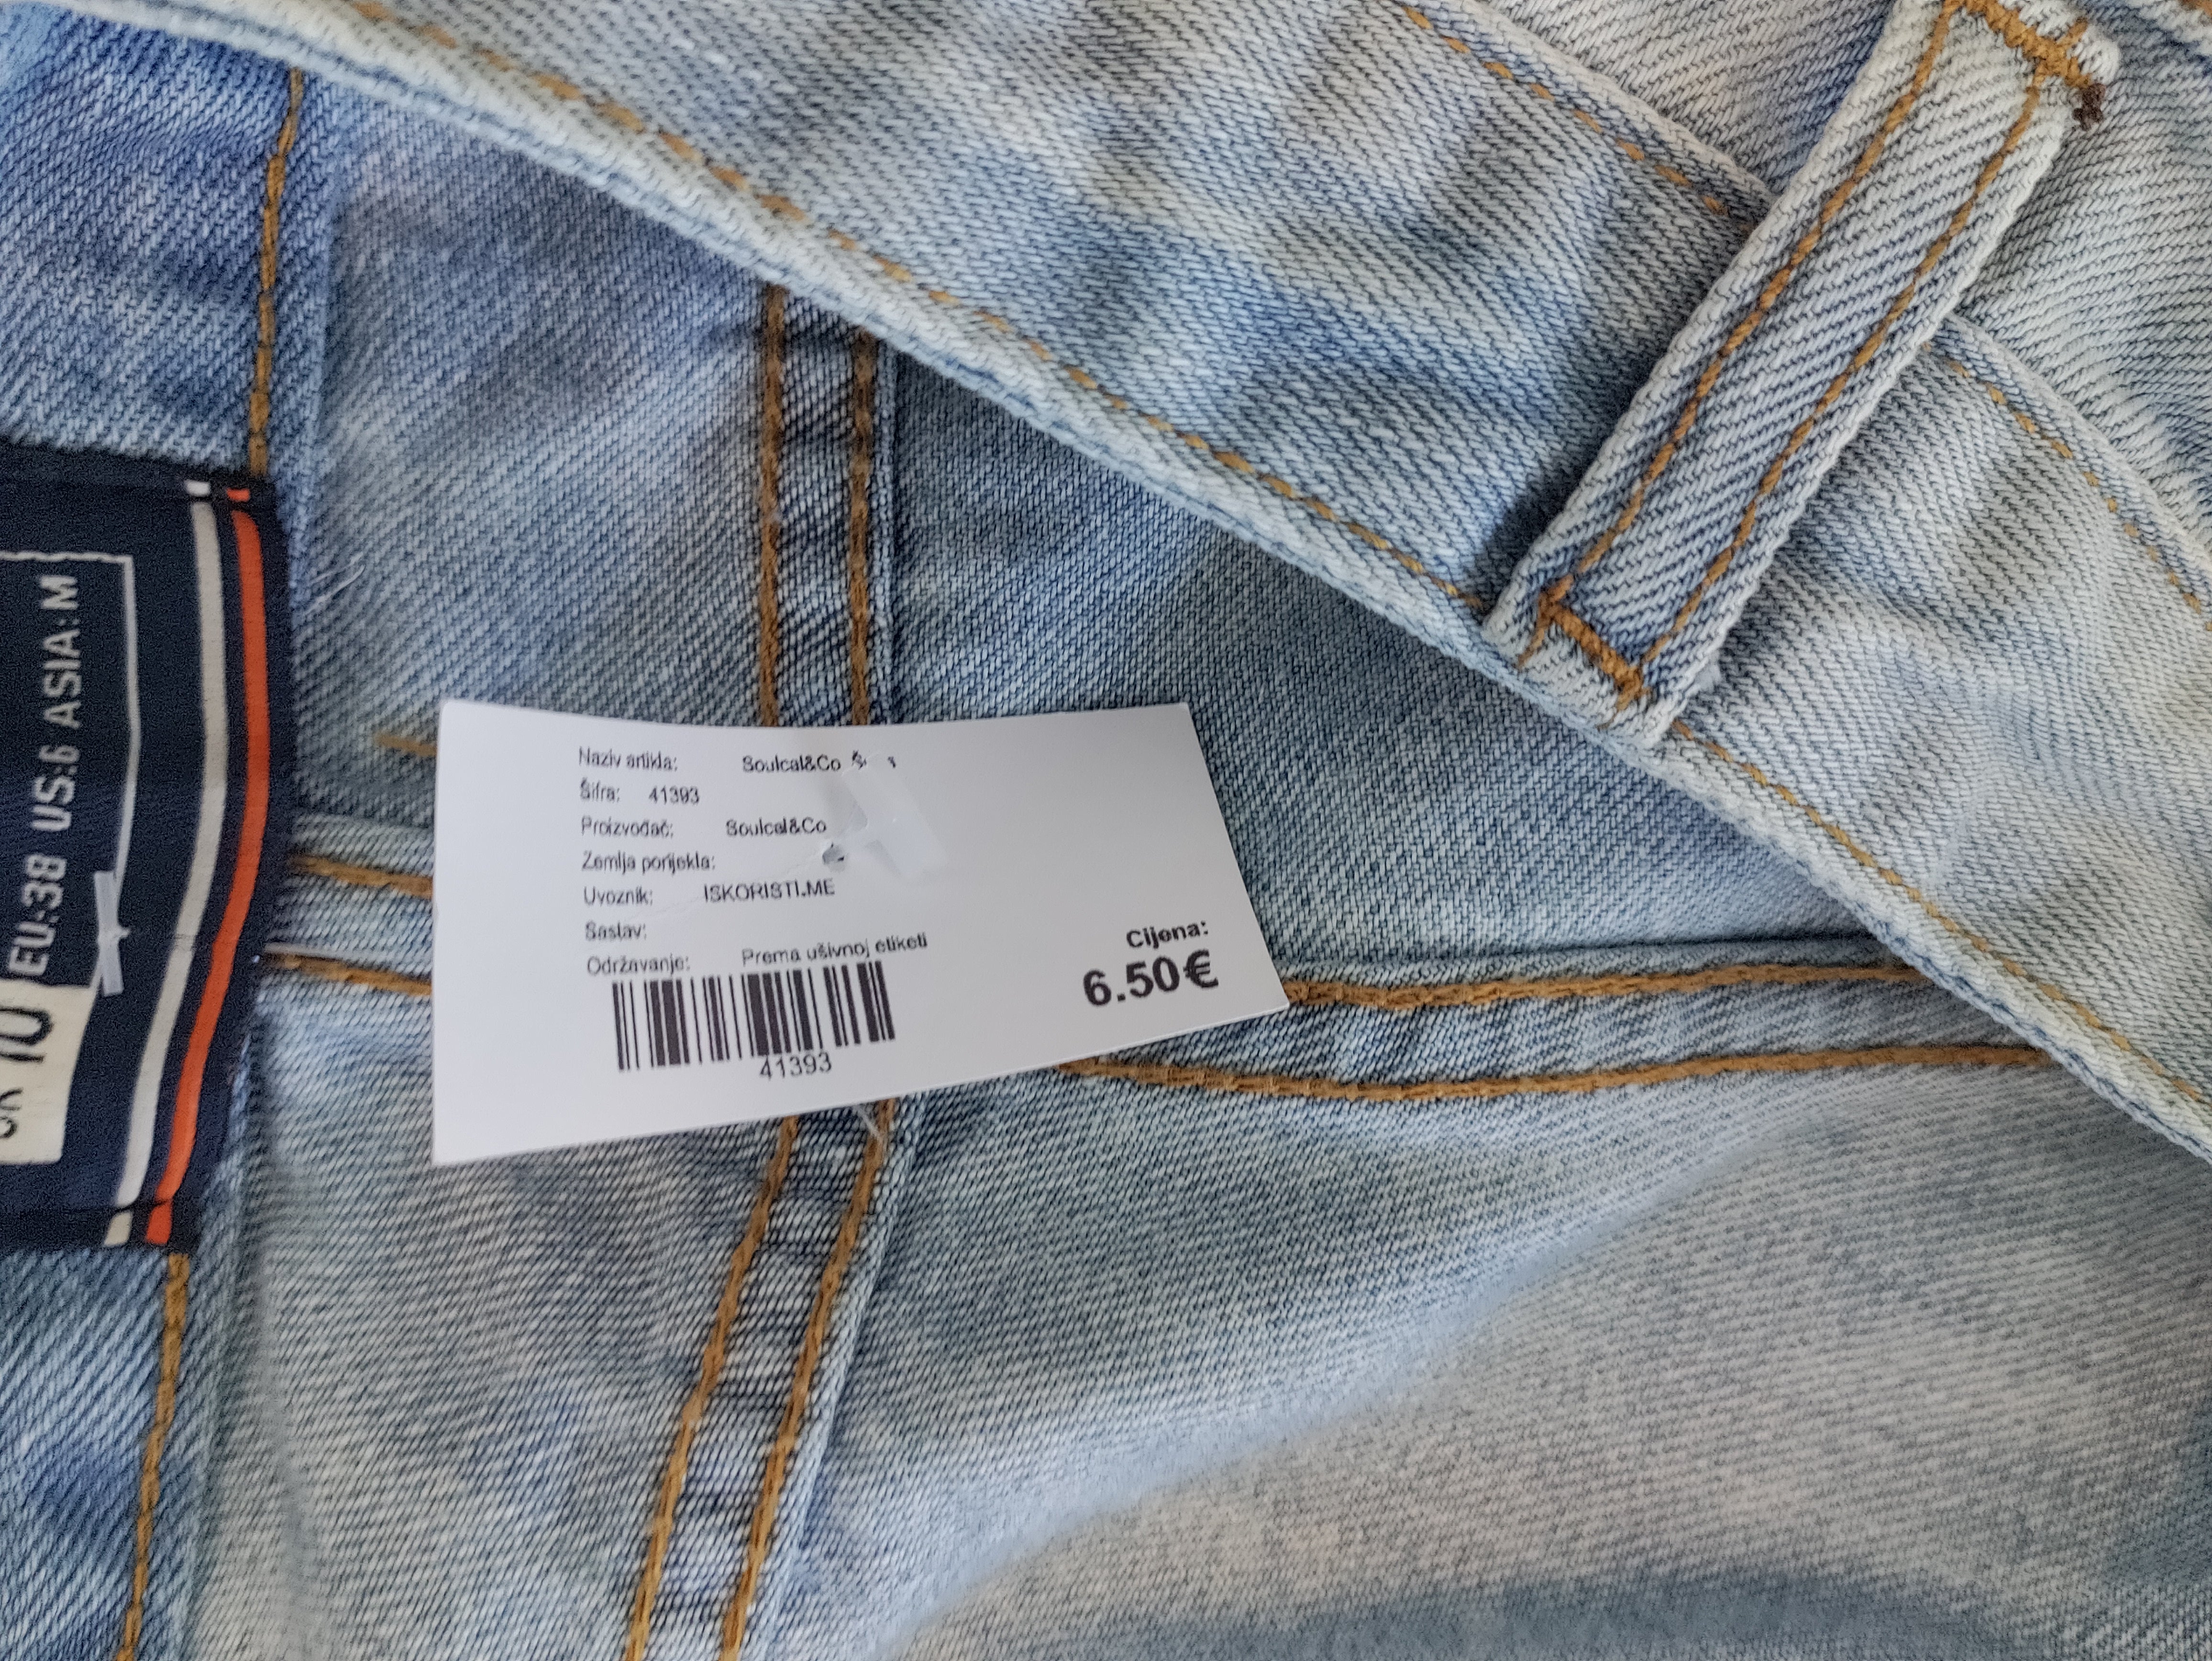 Naziv artikla: Soulcal&Co
Šifra: 41393
Proizvođač: Soulcal&Co
Zemlja porijekla:
Uvoznik: ISKORISTI.ME
Sastav:
Održavanje: Prema ušivnoj etiketi
41393
Cijena:
6.50€
10
EU:38 US:6 ASIA:M